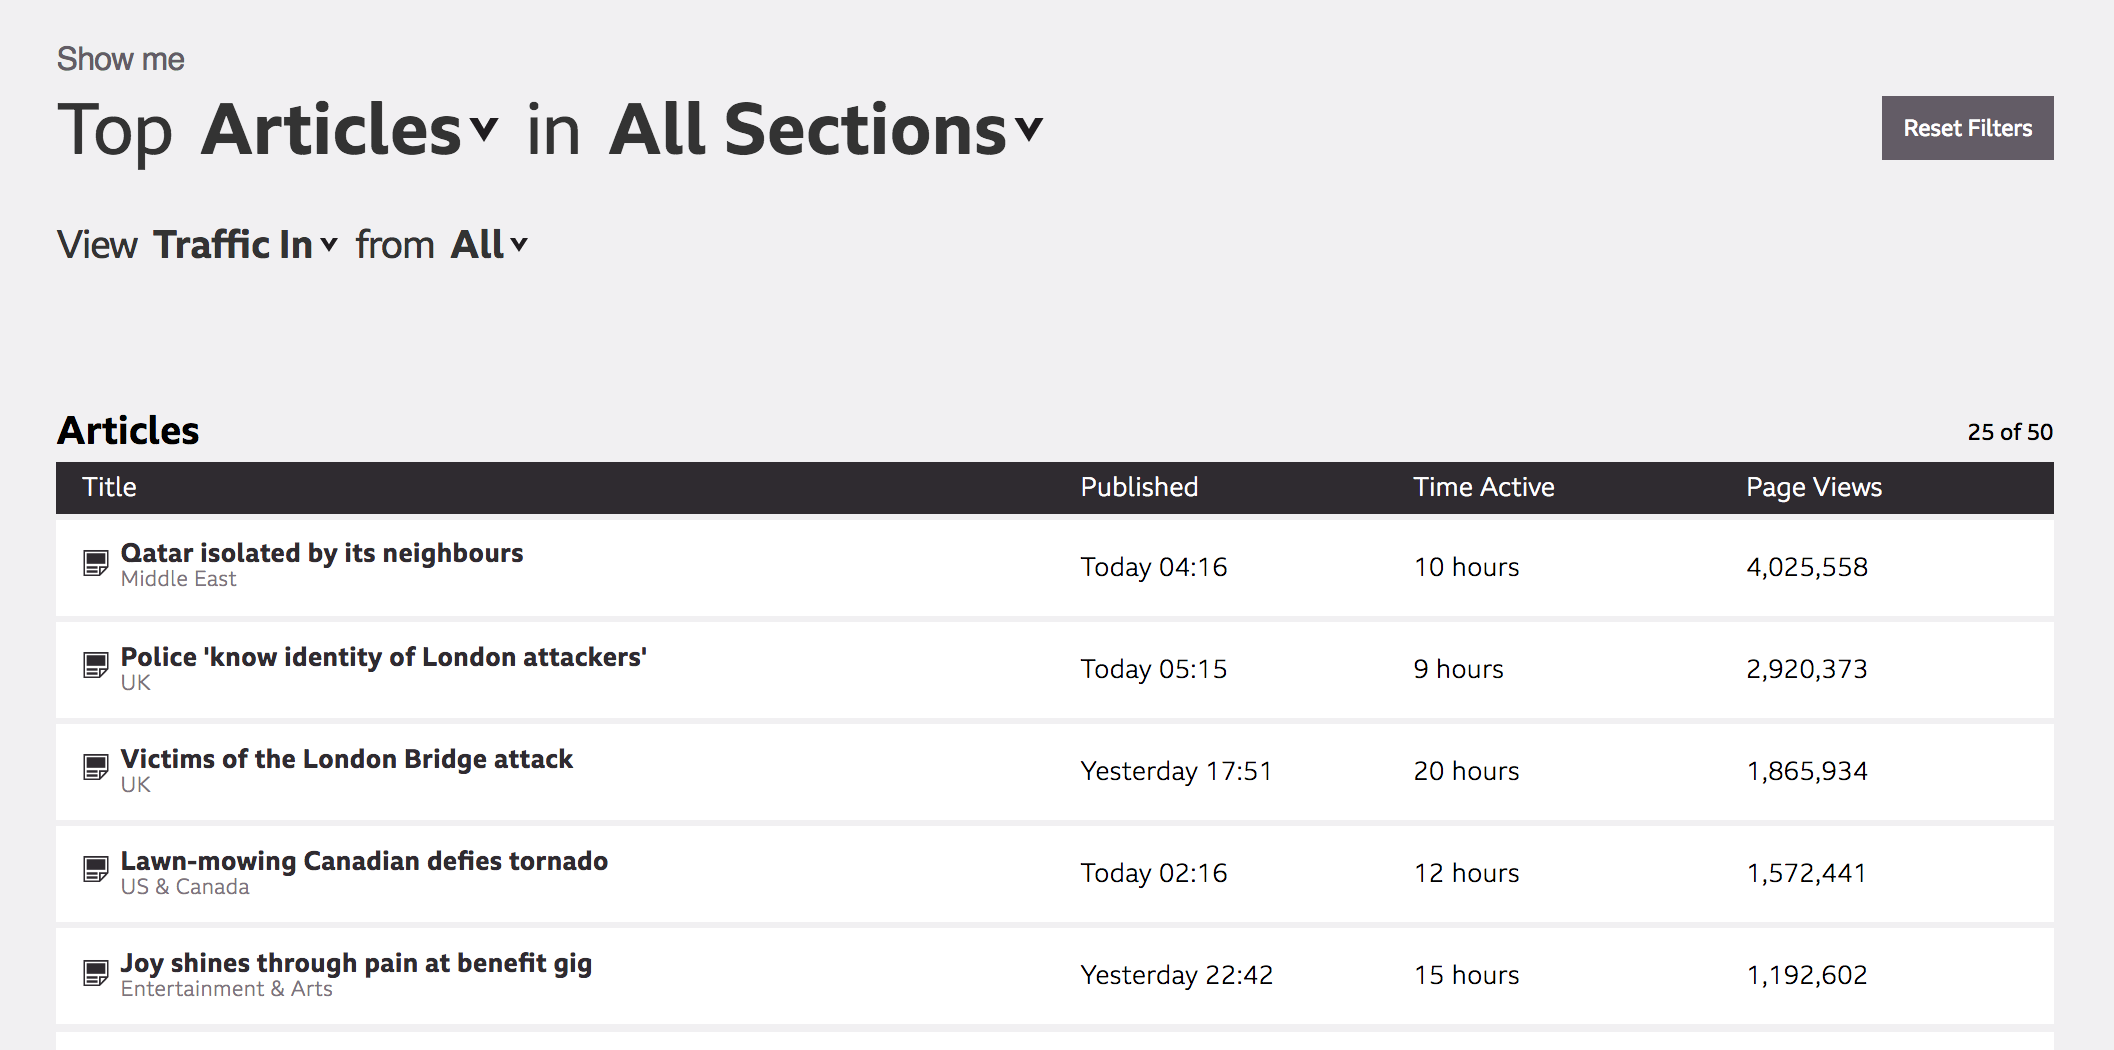 Show me
Top Articles in All Sections
Reset Filters
View Traffic In from All
Articles
25 of 50
Title Published Time Active Page Views
Qatar isolated by its neighbours
Middle East
Today 04:16 10 hours 4,025,558
Police 'know identity of London attackers'
UK
Today 05:15 9 hours 2,920,373
Victims of the London Bridge attack
UK
Yesterday 17:51 20 hours 1,865,934
Lawn-mowing Canadian defies tornado
US & Canada
Today 02:16 12 hours 1,572,441
Joy shines through pain at benefit gig
Entertainment & Arts
Yesterday 22:42 15 hours 1,192,602